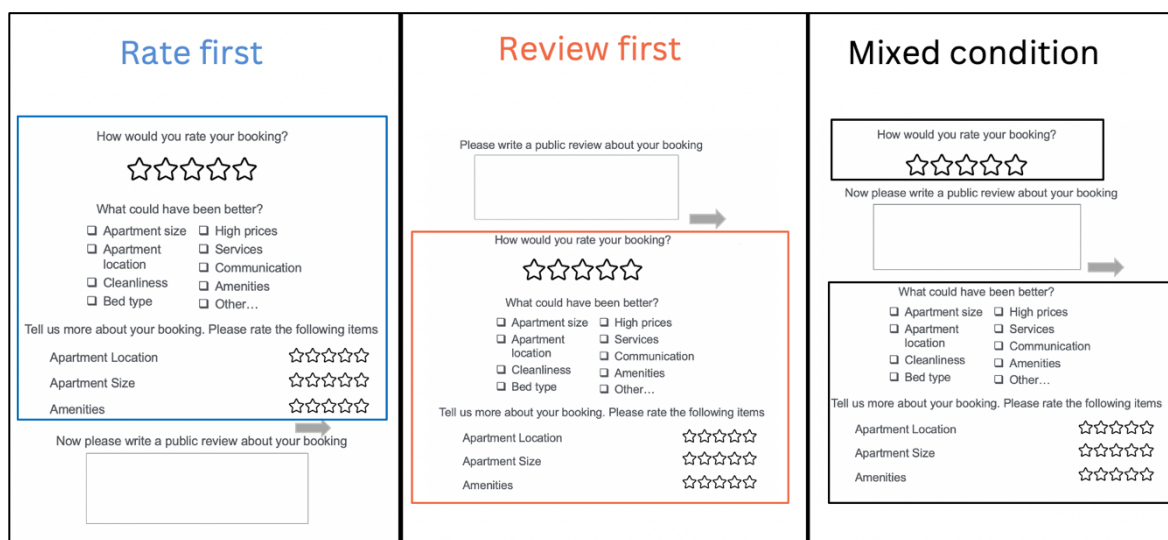 Rate first
How would you rate your booking?
What could have been better?
❑ Apartment size ❑ High prices
❑ Apartment location ❑ Services
❑ Cleanliness ❑ Communication
❑ Bed type ❑ Amenities
❑ Other...
Tell us more about your booking. Please rate the following items
Apartment Location
Apartment Size
Amenities
Now please write a public review about your booking
Review first
Please write a public review about your booking
How would you rate your booking?
What could have been better?
❑ Apartment size ❑ High prices
❑ Apartment location ❑ Services
❑ Cleanliness ❑ Communication
❑ Bed type ❑ Amenities
❑ Other...
Tell us more about your booking. Please rate the following items
Apartment Location
Apartment Size
Amenities
Mixed condition
How would you rate your booking?
Now please write a public review about your booking
What could have been better?
❑ Apartment size ❑ High prices
❑ Apartment location ❑ Services
❑ Cleanliness ❑ Communication
❑ Bed type ❑ Amenities
❑ Other...
Tell us more about your booking. Please rate the following items
Apartment Location
Apartment Size
Amenities